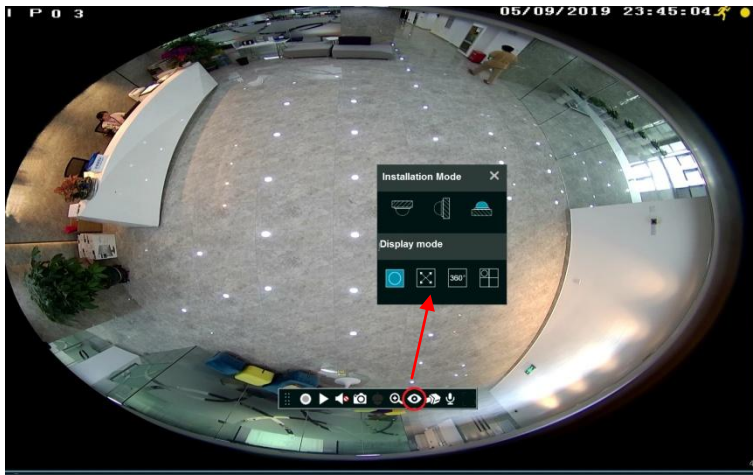 I P 0 3
05/09/2019 23:45:04
Installation Mode
Display mode
360°